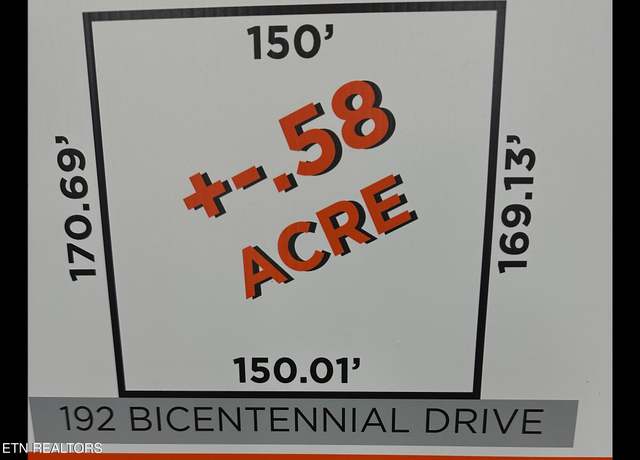 150’
+-.58
ACRE
170.69’
169.13’
150.01’
192 BICENTENNIAL DRIVE
ETN REALTORS